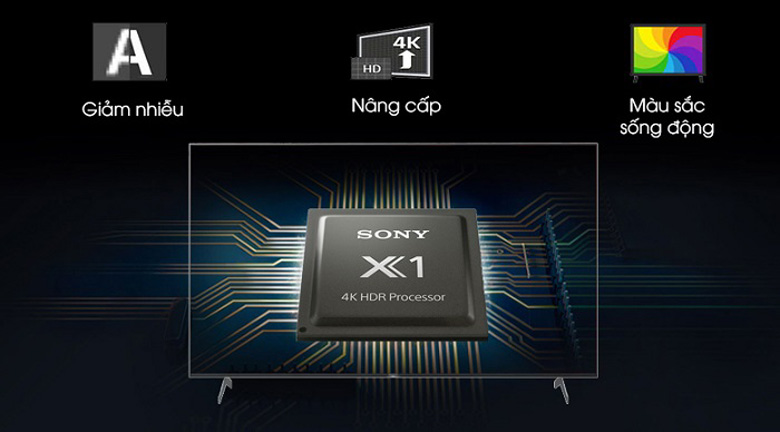 A
HD
4K
Giảm nhiễu
Nâng cấp
Màu sắc
sống động
SONY
X1
4K HDR Processor